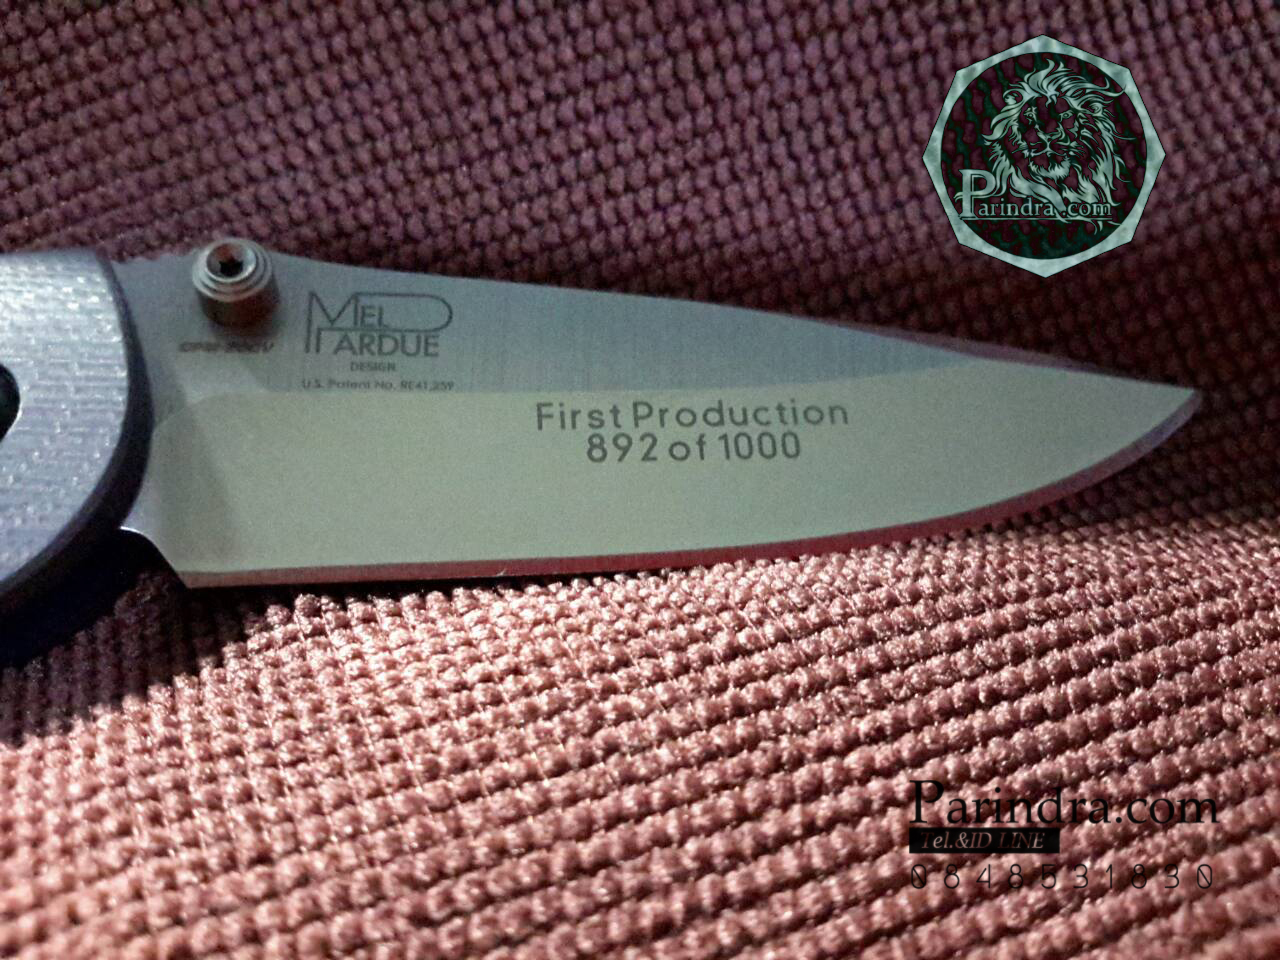 Parindra.com
MEL
PARDUE
DESIGN
U.S. Patent No. RE41,259
First Production
892 of 1000
Parindra.com
Tel.&ID LINE
0848531830